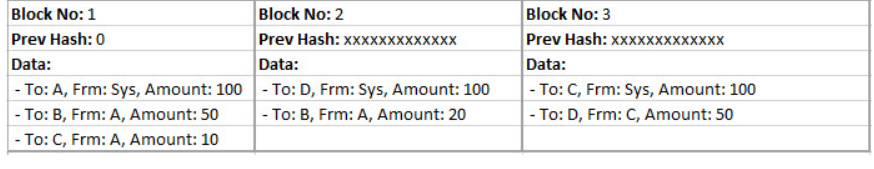 Block No: 1
Prev Hash: 0
Data:
- To: A, Frm: Sys, Amount: 100
- To: B, Frm: A, Amount: 50
- To: C, Frm: A, Amount: 10
Block No: 2
Prev Hash: xxxxxxxxxxxxx
Data:
- To: D, Frm: Sys, Amount: 100
- To: B, Frm: A, Amount: 20
Block No: 3
Prev Hash: xxxxxxxxxxxxx
Data:
- To: C, Frm: Sys, Amount: 100
- To: D, Frm: C, Amount: 50